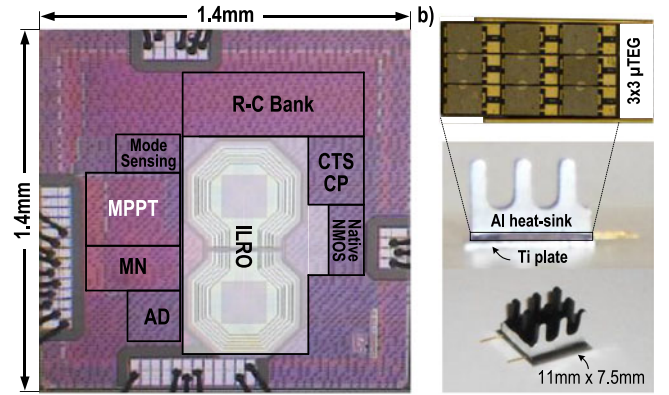 1.4mm
b)
1.4mm
R-C Bank
Mode
Sensing
CTS
CP
MPPT
ILRO
Native
NMOS
MN
AD
3x3 µTEG
Al heat-sink
Ti plate
11mm x 7.5mm